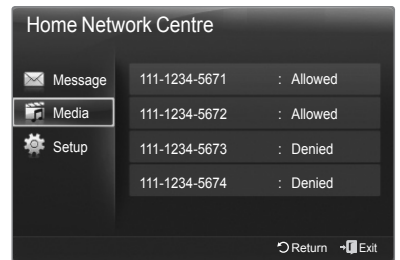 Home Network Centre
Message
Media
Setup
111-1234-5671 : Allowed
111-1234-5672 : Allowed
111-1234-5673 : Denied
111-1234-5674 : Denied
Return Exit